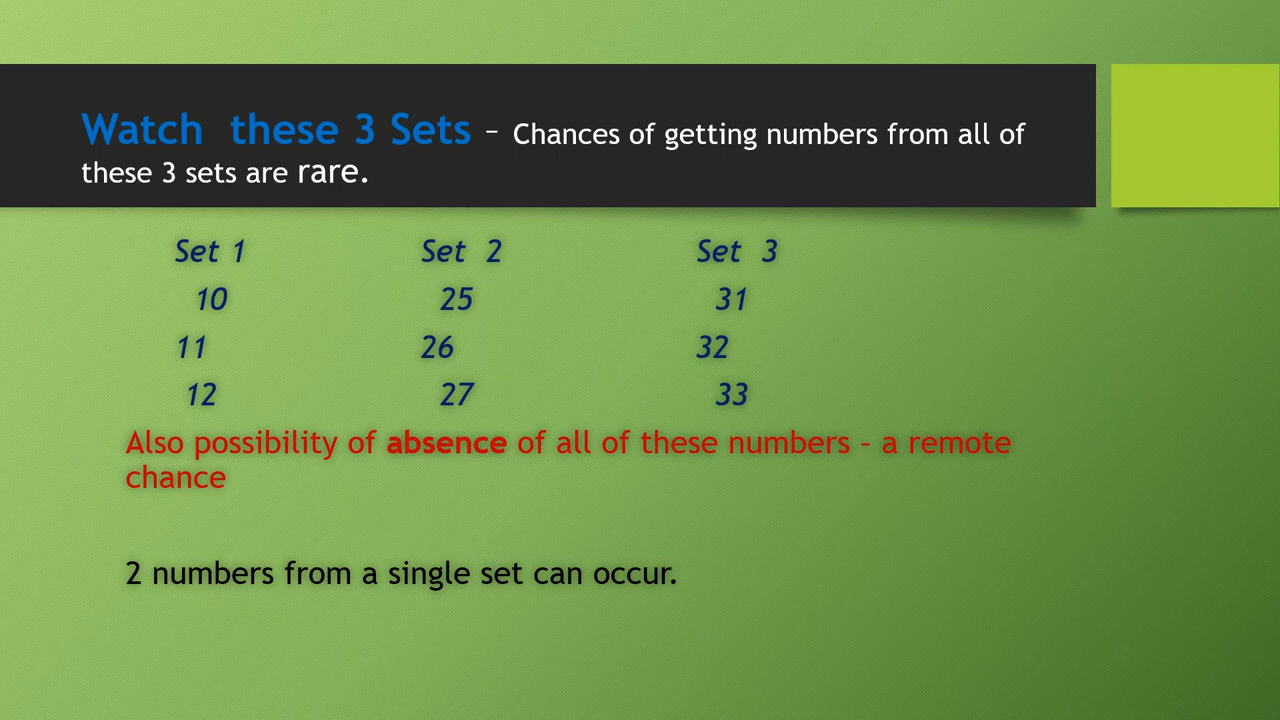 Watch these 3 Sets – Chances of getting numbers from all of
these 3 sets are rare.
Set 1 Set 2 Set 3
10 25 31
11 26 32
12 27 33
Also possibility of absence of all of these numbers – a remote
chance
2 numbers from a single set can occur.